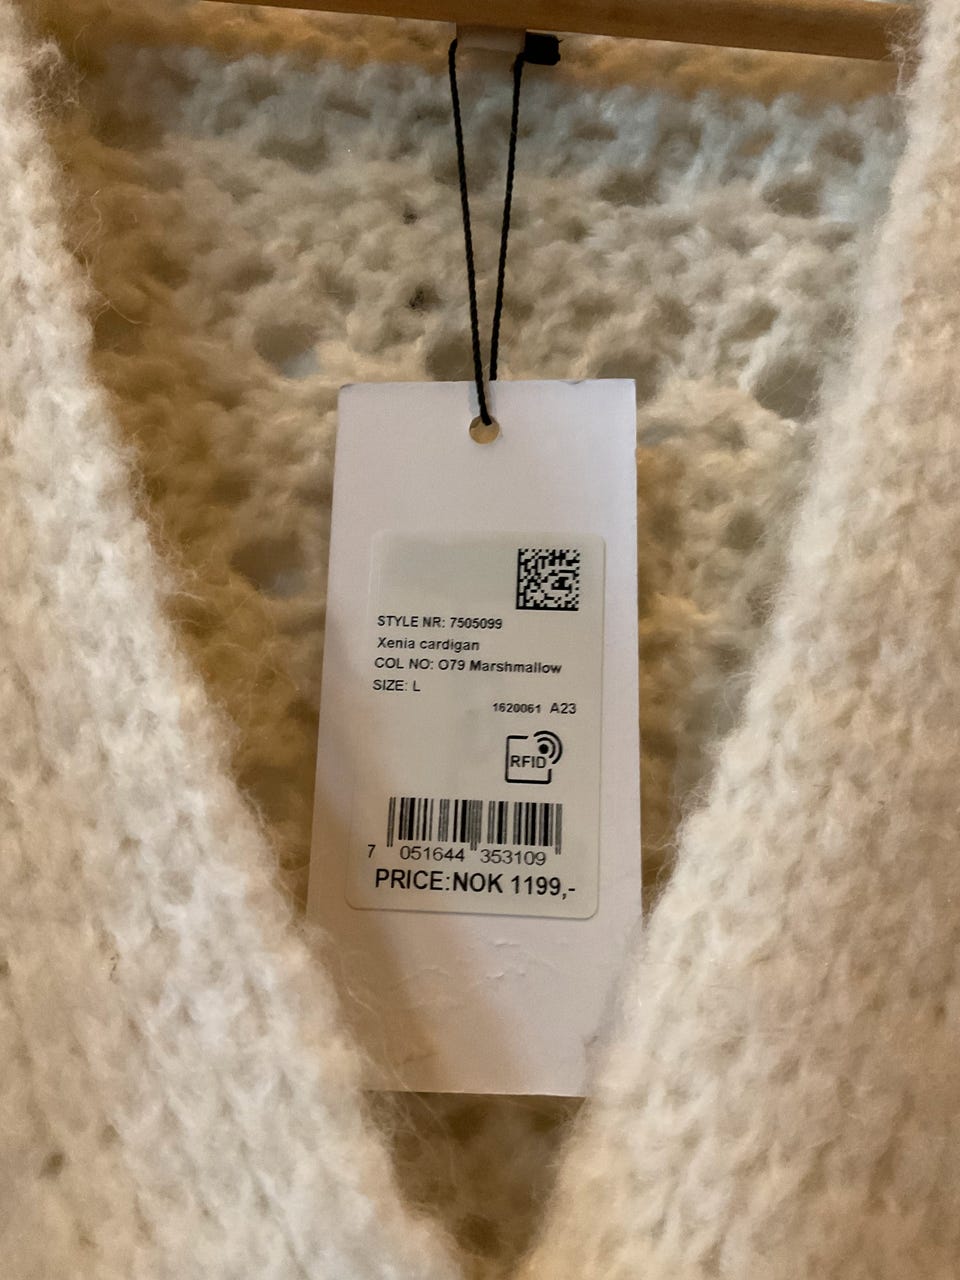 STYLE NR: 7505099
Xenia cardigan
COL NO: O79 Marshmallow
SIZE: L
1620061 A23
RFID
7 051644 353109
PRICE:NOK 1199,-